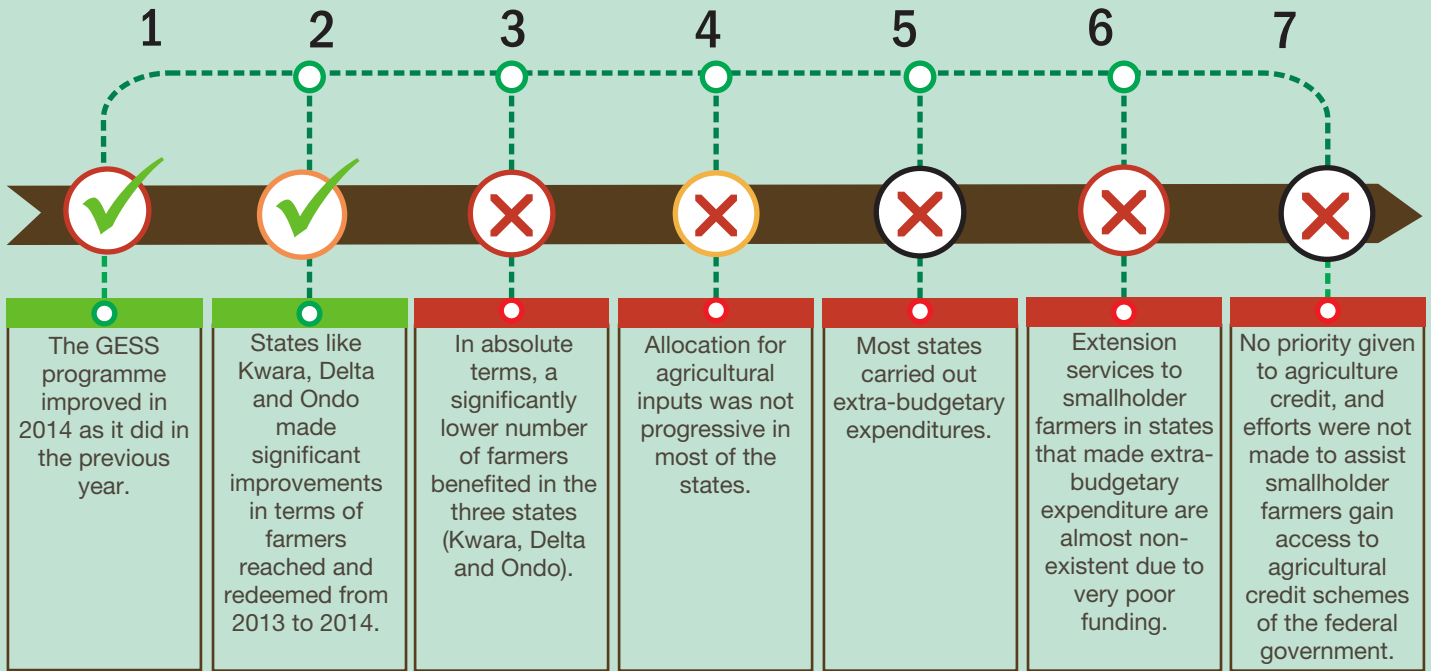 1 2 3 4 5 6 7
The GESS
programme
improved in
2014 as it did in
the previous
year.
States like
Kwara, Delta
and Ondo
made
significant
improvements
in terms of
farmers
reached and
redeemed from
2013 to 2014.
In absolute
terms, a
significantly
lower number
of farmers
benefited in the
three states
(Kwara, Delta
and Ondo).
Allocation for
agricultural
inputs was not
progressive in
most of the
states.
Most states
carried out
extra-budgetary
expenditures.
Extension
services to
smallholder
farmers in states
that made extra-
budgetary
expenditure are
almost non-
existent due to
very poor
funding.
No priority given
to agriculture
credit, and
efforts were not
made to assist
smallholder
farmers gain
access to
agricultural
credit schemes
of the federal
government.